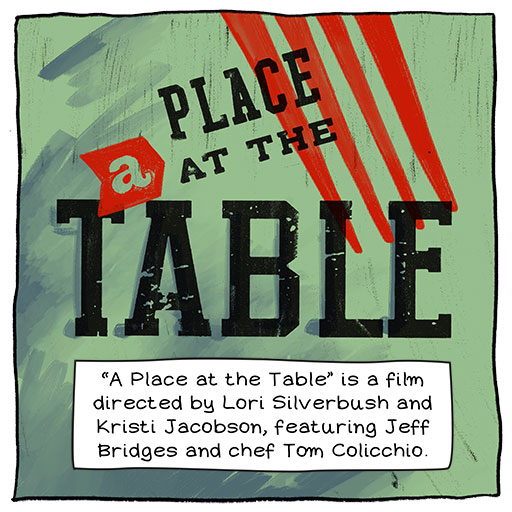 a PLACE
AT THE
TABLE
“A Place at the Table” is a film
directed by Lori Silverbush and
Kristi Jacobson, featuring Jeff
Bridges and chef Tom Colicchio.